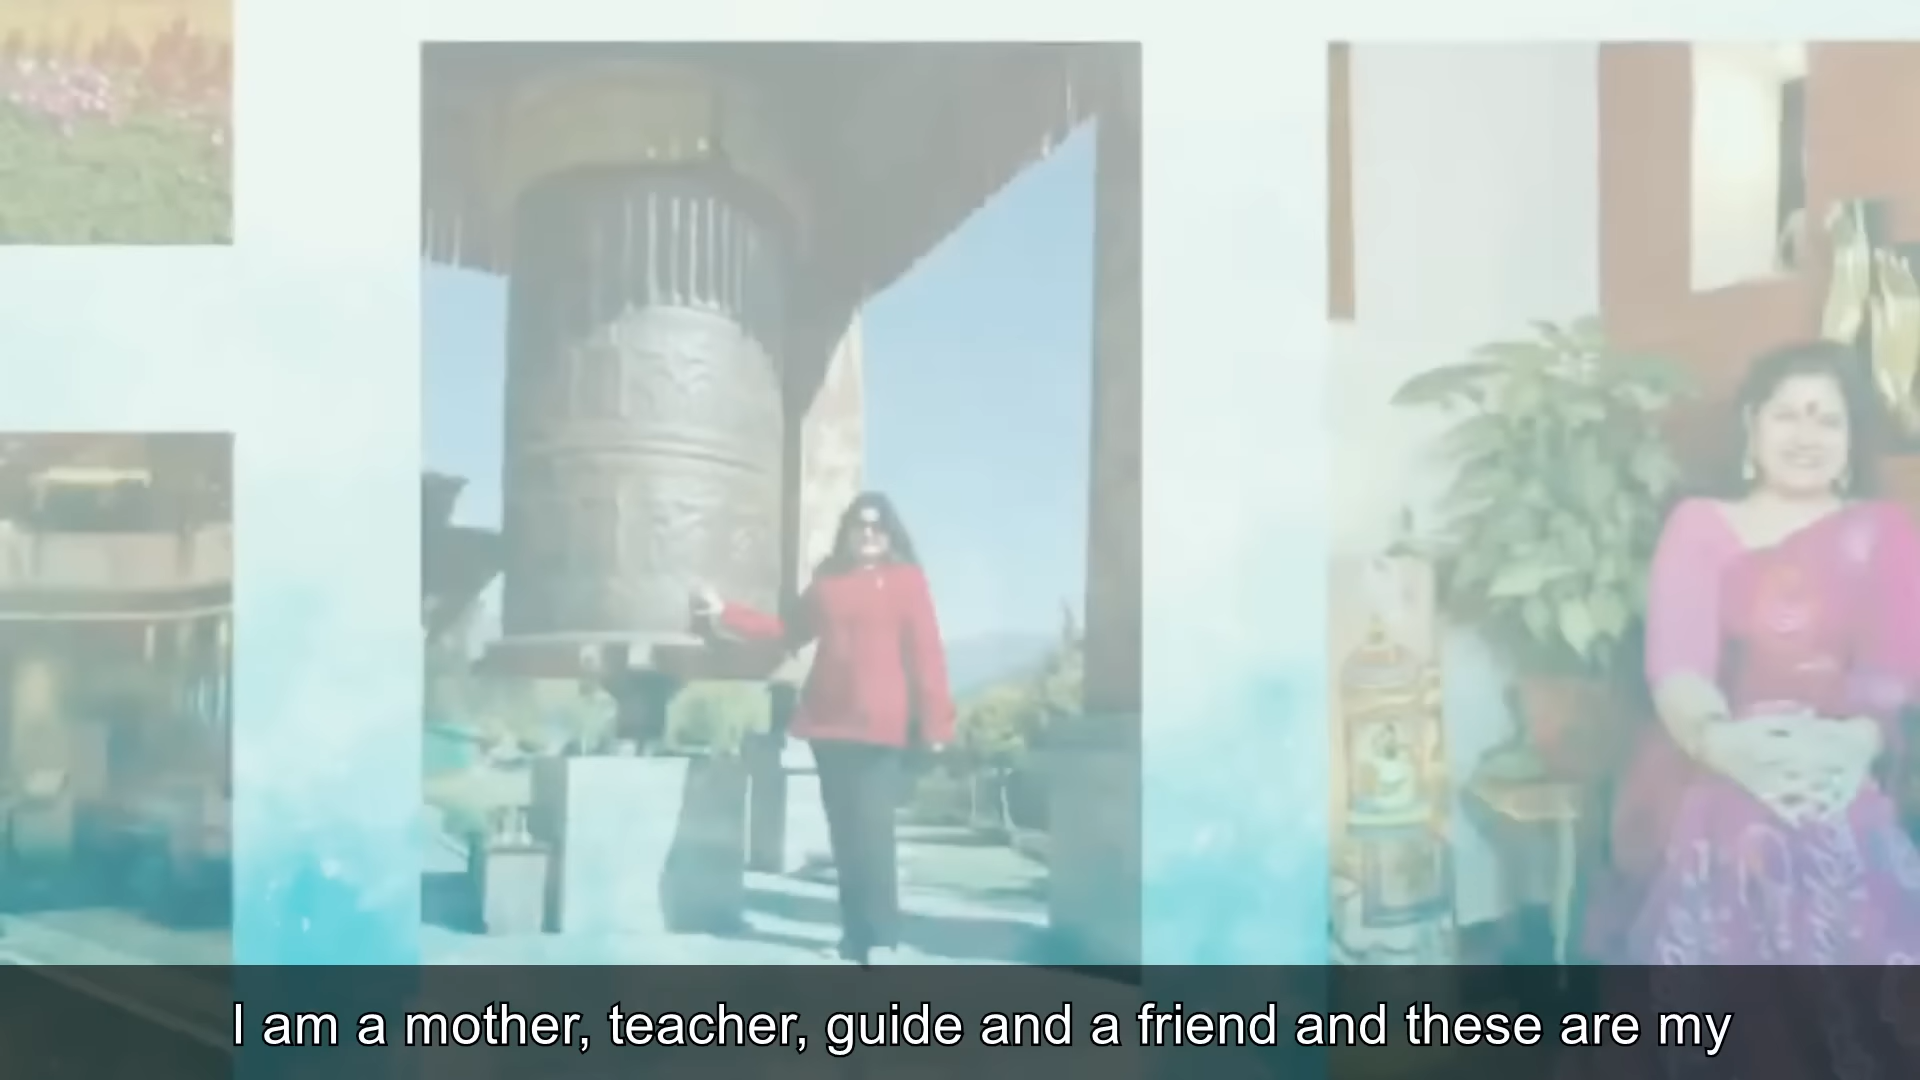 I am a mother, teacher, guide and a friend and these are my